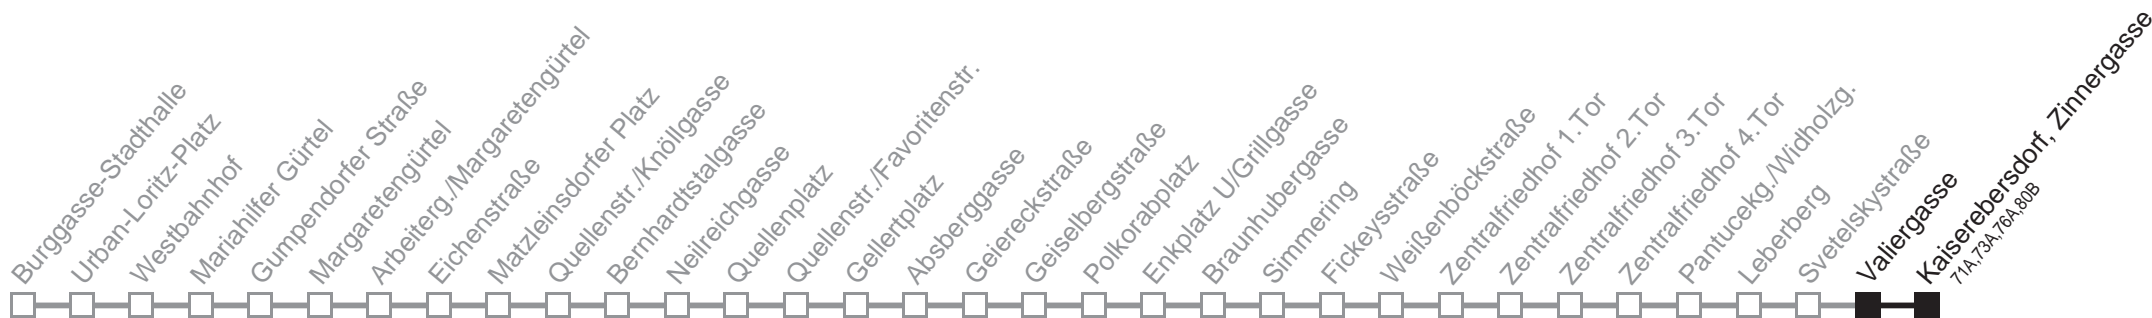 Burggasse-Stadthalle
Urban-Loritz-Platz
Westbahnhof
Mariahilfer Gürtel
Gumpendorfer Straße
Margaretengürtel
Arbeiterg./Margaretengürtel
Eichenstraße
Matzleinsdorfer Platz
Quellenstr./Knöllgasse
Bernhardtstalgasse
Neilreichgasse
Quellenplatz
Quellenstr./Favoritenstr.
Gellertplatz
Absberggasse
Geiereckstraße
Geiselbergstraße
Polkorabplatz
Enkplatz U/Grillgasse
Braunhubergasse
Simmering
Fickeysstraße
Weißenböckstraße
Zentralfriedhof 1.Tor
Zentralfriedhof 2.Tor
Zentralfriedhof 3.Tor
Zentralfriedhof 4.Tor
Pantucekg./Widholzg.
Leberberg
Svetelskystraße
Valiergasse
Kaiserebersdorf, Zinnergasse
71A,73A,76A,80B